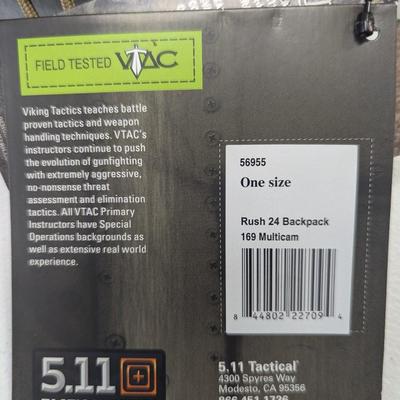 FIELD TESTED VTAC
Viking Tactics teaches battle
proven tactics and weapon
handling techniques. VTAC's
instructors continue to push
the evolution of gunfighting
with extremely aggressive,
no-nonsense threat
assessment and elimination
tactics. All VTAC Primary
Instructors have Special
Operations backgrounds as
well as extensive real world
experience.
56955
One size
Rush 24 Backpack
169 Multicam
8 44802 22709 4
5.11
5.11 Tactical®
4300 Spyres Way
Modesto, CA 95356
866.451.1726